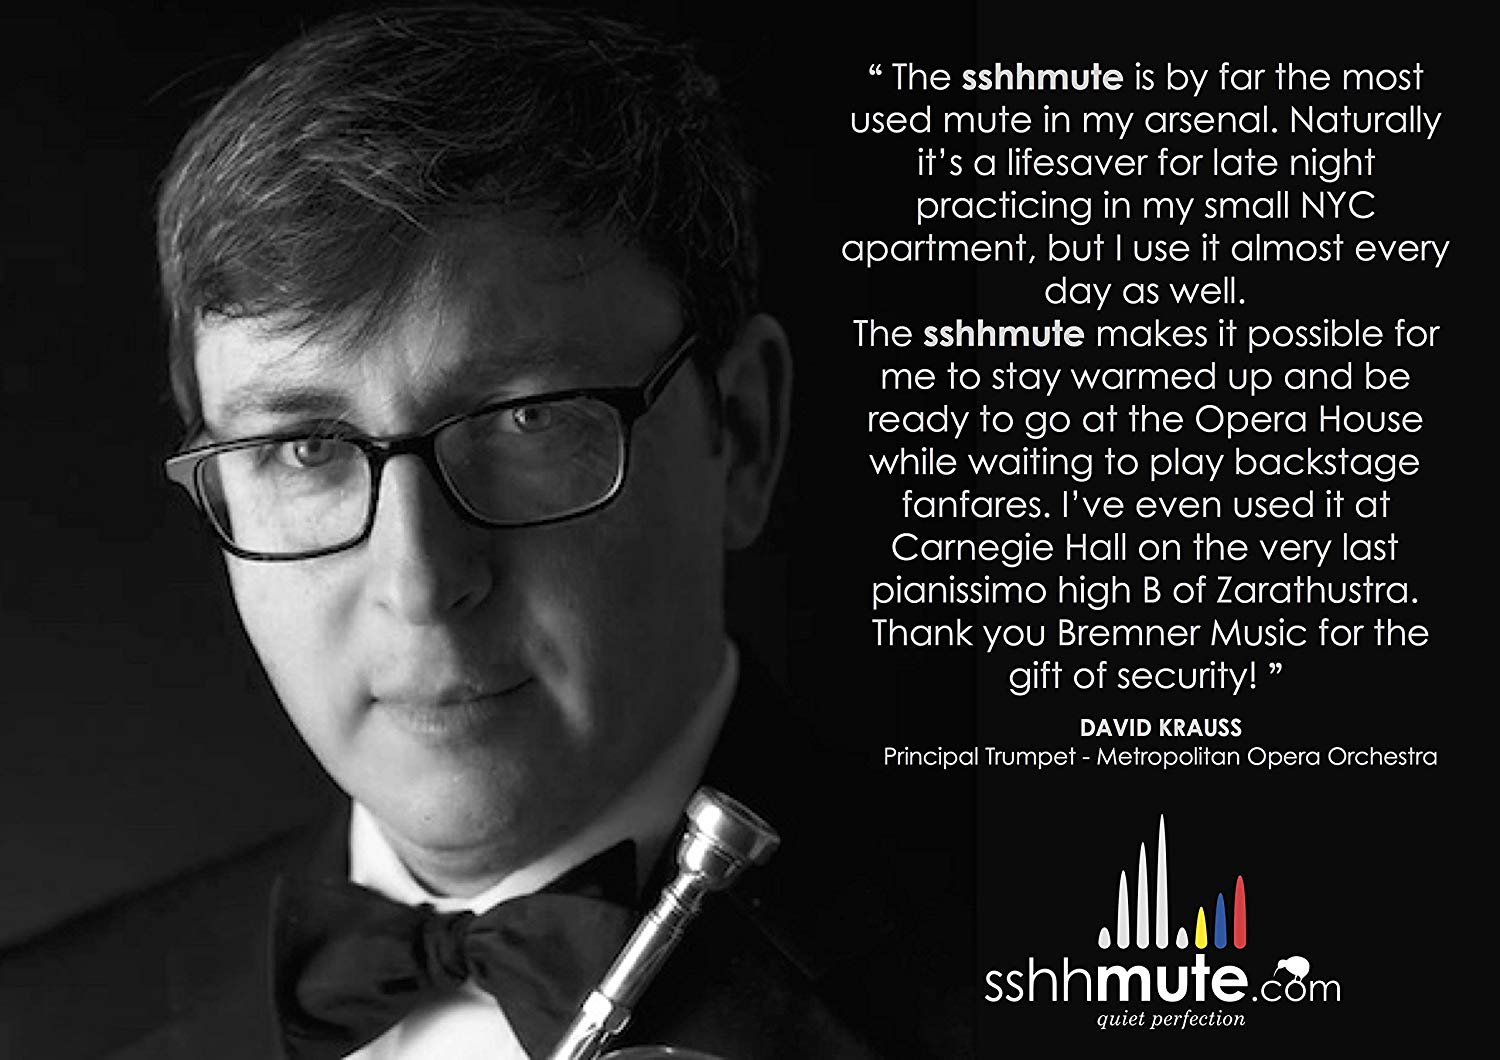 “ The sshhmute is by far the most
used mute in my arsenal. Naturally
it’s a lifesaver for late night
practicing in my small NYC
apartment, but I use it almost every
day as well.
The sshhmute makes it possible for
me to stay warmed up and be
ready to go at the Opera House
while waiting to play backstage
fanfares. I’ve even used it at
Carnegie Hall on the very last
pianissimo high B of Zarathustra.
Thank you Bremner Music for the
gift of security! ”
DAVID KRAUSS
Principal Trumpet - Metropolitan Opera Orchestra
sshhmute.com
quiet perfection